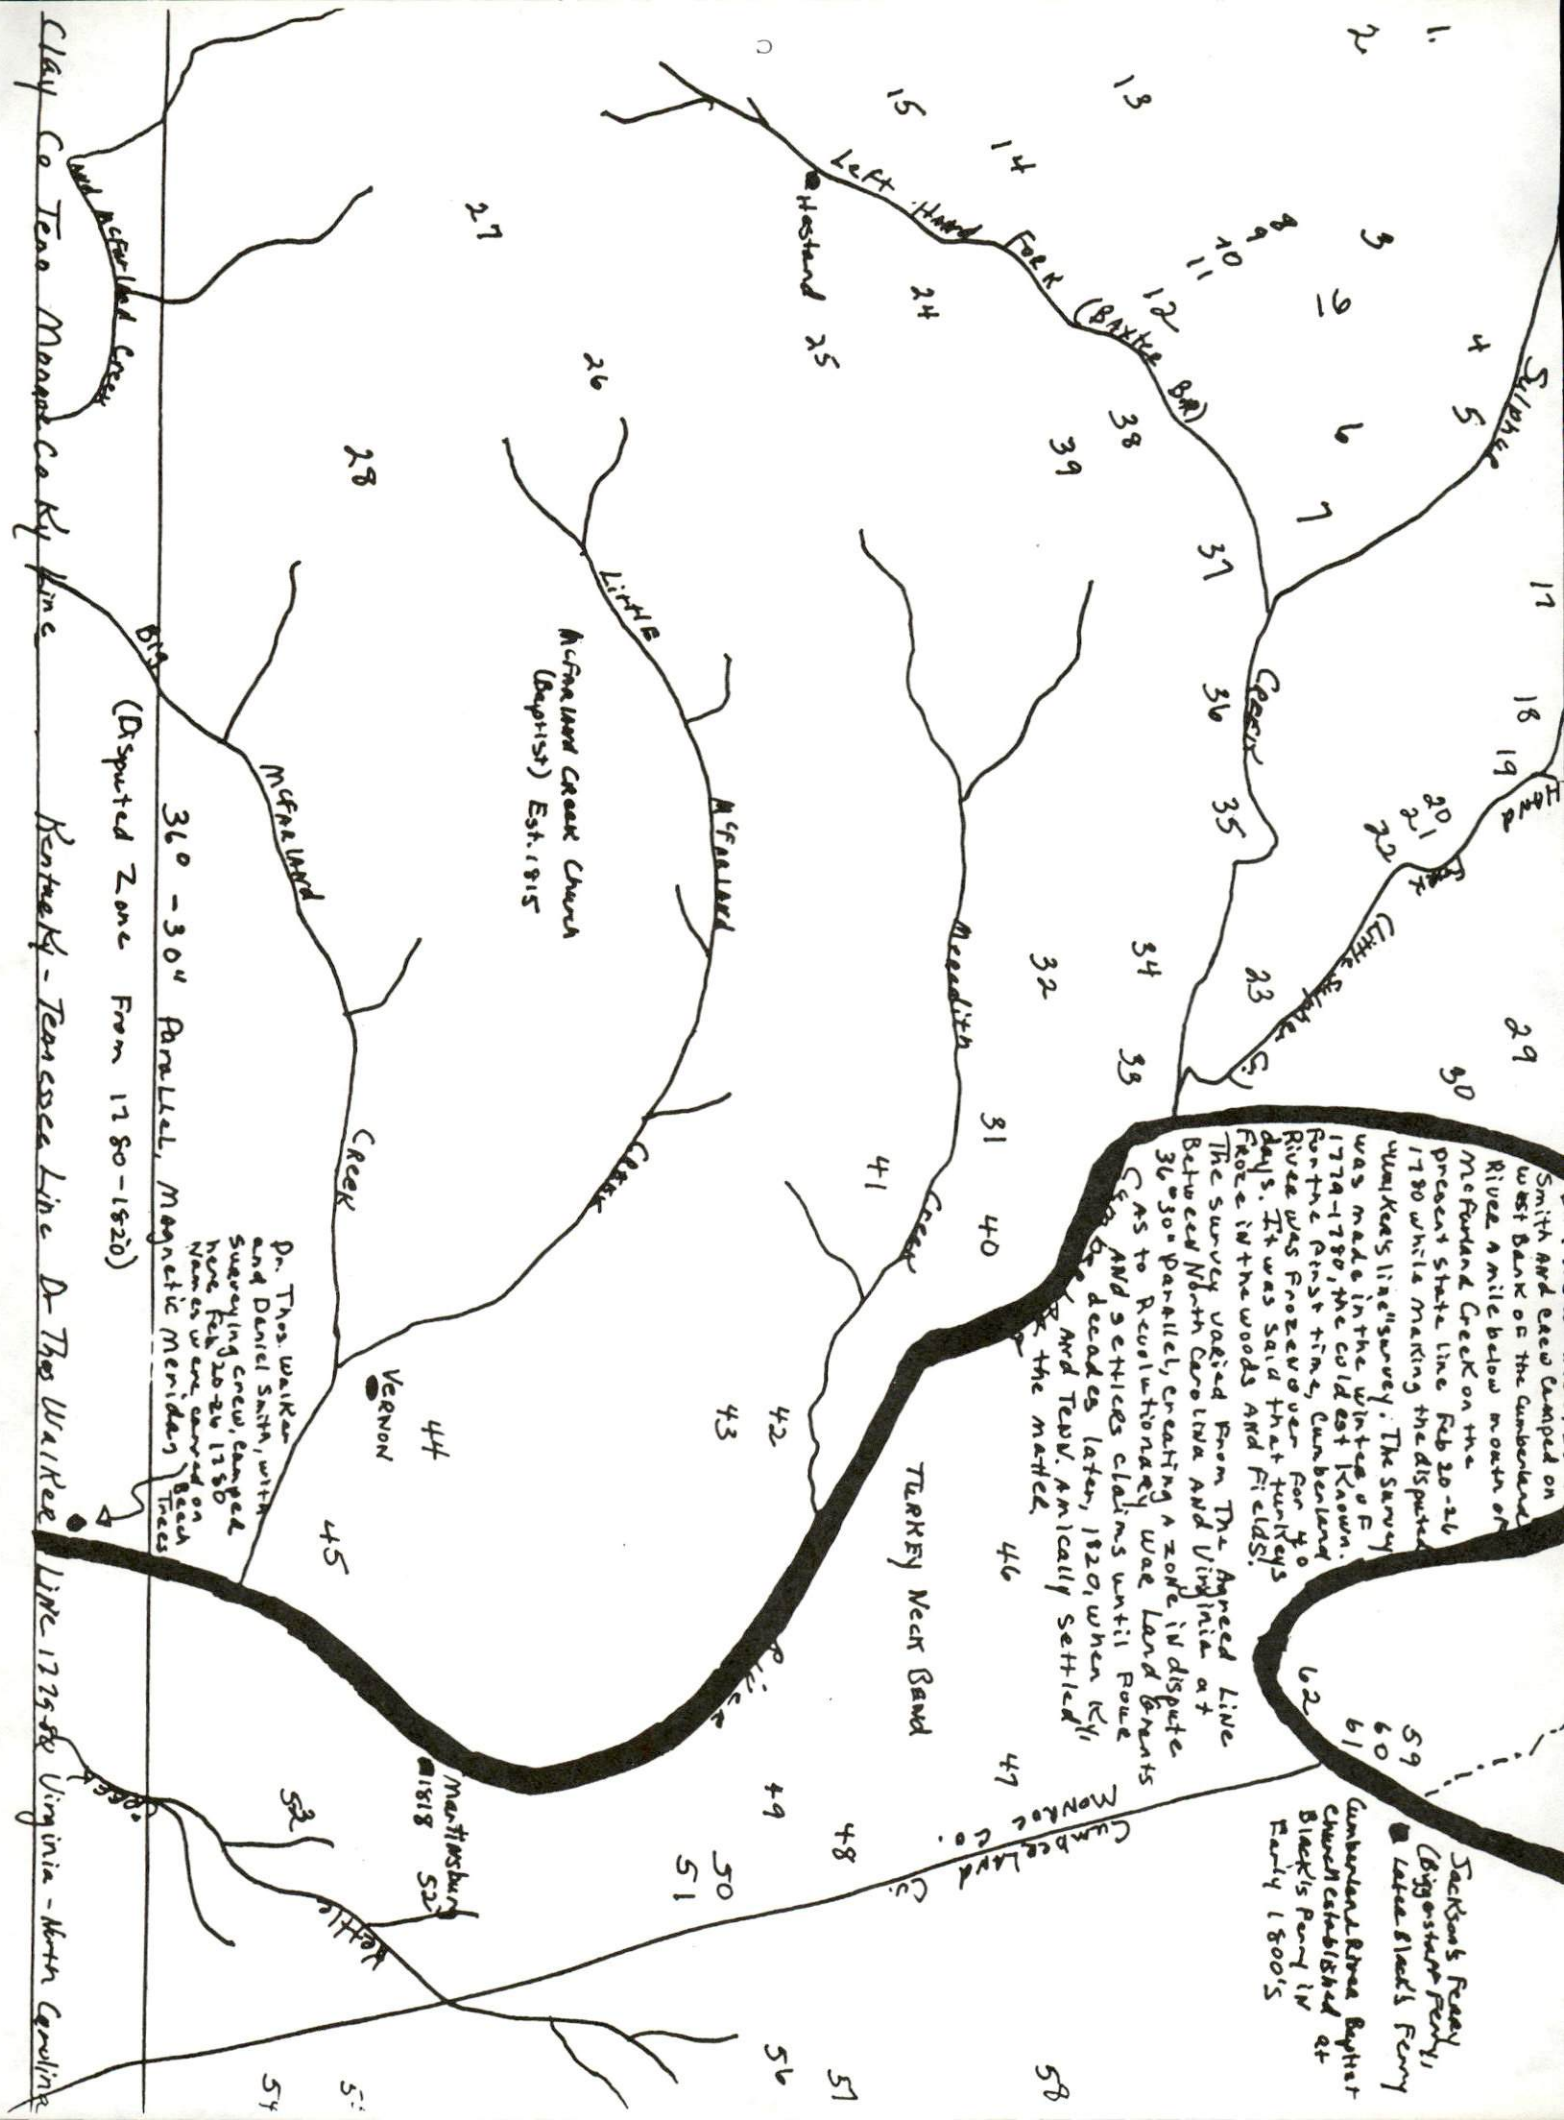 1.
2
3
4
5
6
7
8
9
10
11
12
13
14
15
16
17
18
19
20
21
22
23
24
25
26
27
28
29
30
31
32
33
34
35
36
37
38
39
40
41
42
43
44
45
46
47
48
49
50
51
52
53
54
56
57
58
59
60
61
62
Sulpher
Creek
Left Hand Fork (Baxter BR)
Hestand
(Little
Smith and crew camped on
west Bank of the Cumberland
River a mile below mouth of
McFarland Creek on the
present state line Feb 20-26
1780 while making the disputed
"Walker's line" survey. The survey
was made in the winter of
1779-1780, the coldest known.
For the first time, Cumberland
River was frozen over for 40
days. It was said that turkeys
froze in the woods and fields!
The survey varied from The Agreed Line
Between North Carolina and Virginia at
36°30" parallel, creating a zone in dispute
as to Revolutionary War Land Grants
and settlers claims until four
decades later, 1820, when Ky,
and Tenn. amically settled
the matter.
Jackson's Ferry
(Biggerstaff Ferry,
Later Black's Ferry
Cumberland River Baptist
Church established at
Black's Ferry in
Early 1800's
Monroe Co.
Cumberland Co.
Turkey Neck Bend
River
Meredith Creek
Little McFarland Creek
McFarland Creek Church
(Baptist) Est. 1815
Vernon
Martinsburg
1818
Big McFarland Creek
McFarland Creek
Kettle
Creek
Dr. Thos. Walker
and Daniel Smith, with
surveying crew, camped
here Feb 20-26 1780
Names were carved on
Beech
Trees
360-30" Parallel, Magnetic Meriday
(Disputed Zone From 1780-1820)
Clay Co Tenn Monroe Co Ky Line Kentucky-Tennessee Line Dr Thos Walker Line 1779-80 Virginia-North Carolina